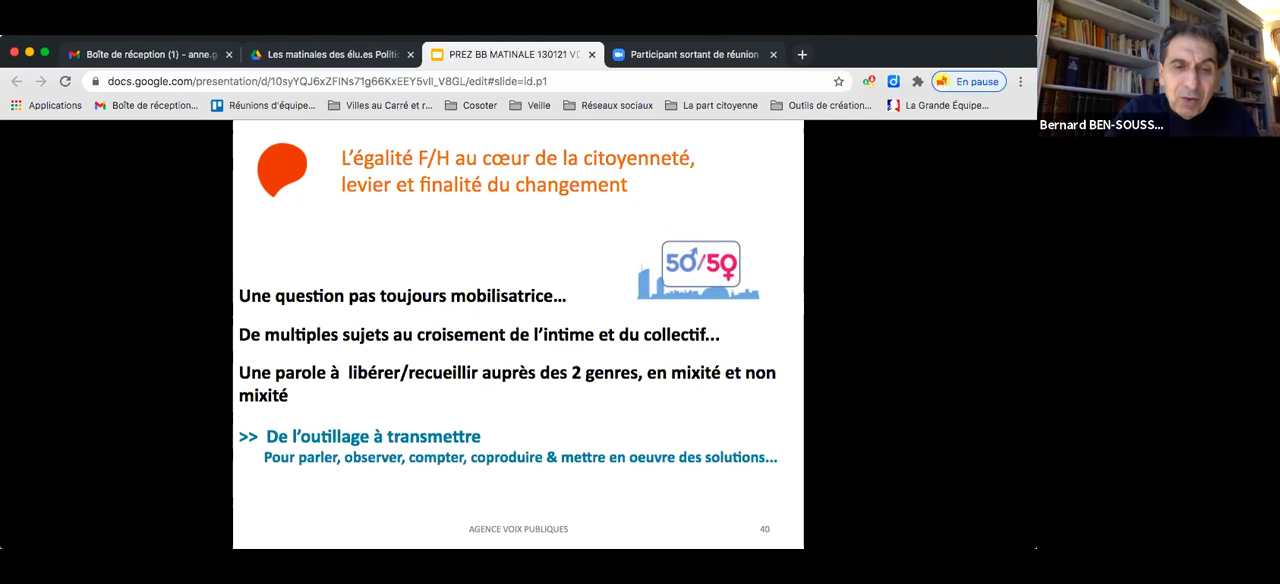 Boîte de réception (1) - anne.g
Les matinales des élu.es Politi
PREZ BB MATINALE 130121 VD
Participant sortant de réunion
docs.google.com/presentation/d/10syYQJ6xZFINs71g66KxEEY5vll_V8GL/edit#slide=id.p1
En pause
Applications
Boîte de réception...
Réunions d'équipe...
Villes au Carré et r...
Cosoter
Veille
Réseaux sociaux
La part citoyenne
Outils de création...
La Grande Équipe...
Bernard BEN-SOUSS...
L'égalité F/H au cœur de la citoyenneté,
levier et finalité du changement
50/50
Une question pas toujours mobilisatrice...
De multiples sujets au croisement de l'intime et du collectif...
Une parole à libérer/recueillir auprès des 2 genres, en mixité et non
mixité
>> De l'outillage à transmettre
Pour parler, observer, compter, coproduire & mettre en oeuvre des solutions...
AGENCE VOIX PUBLIQUES
40